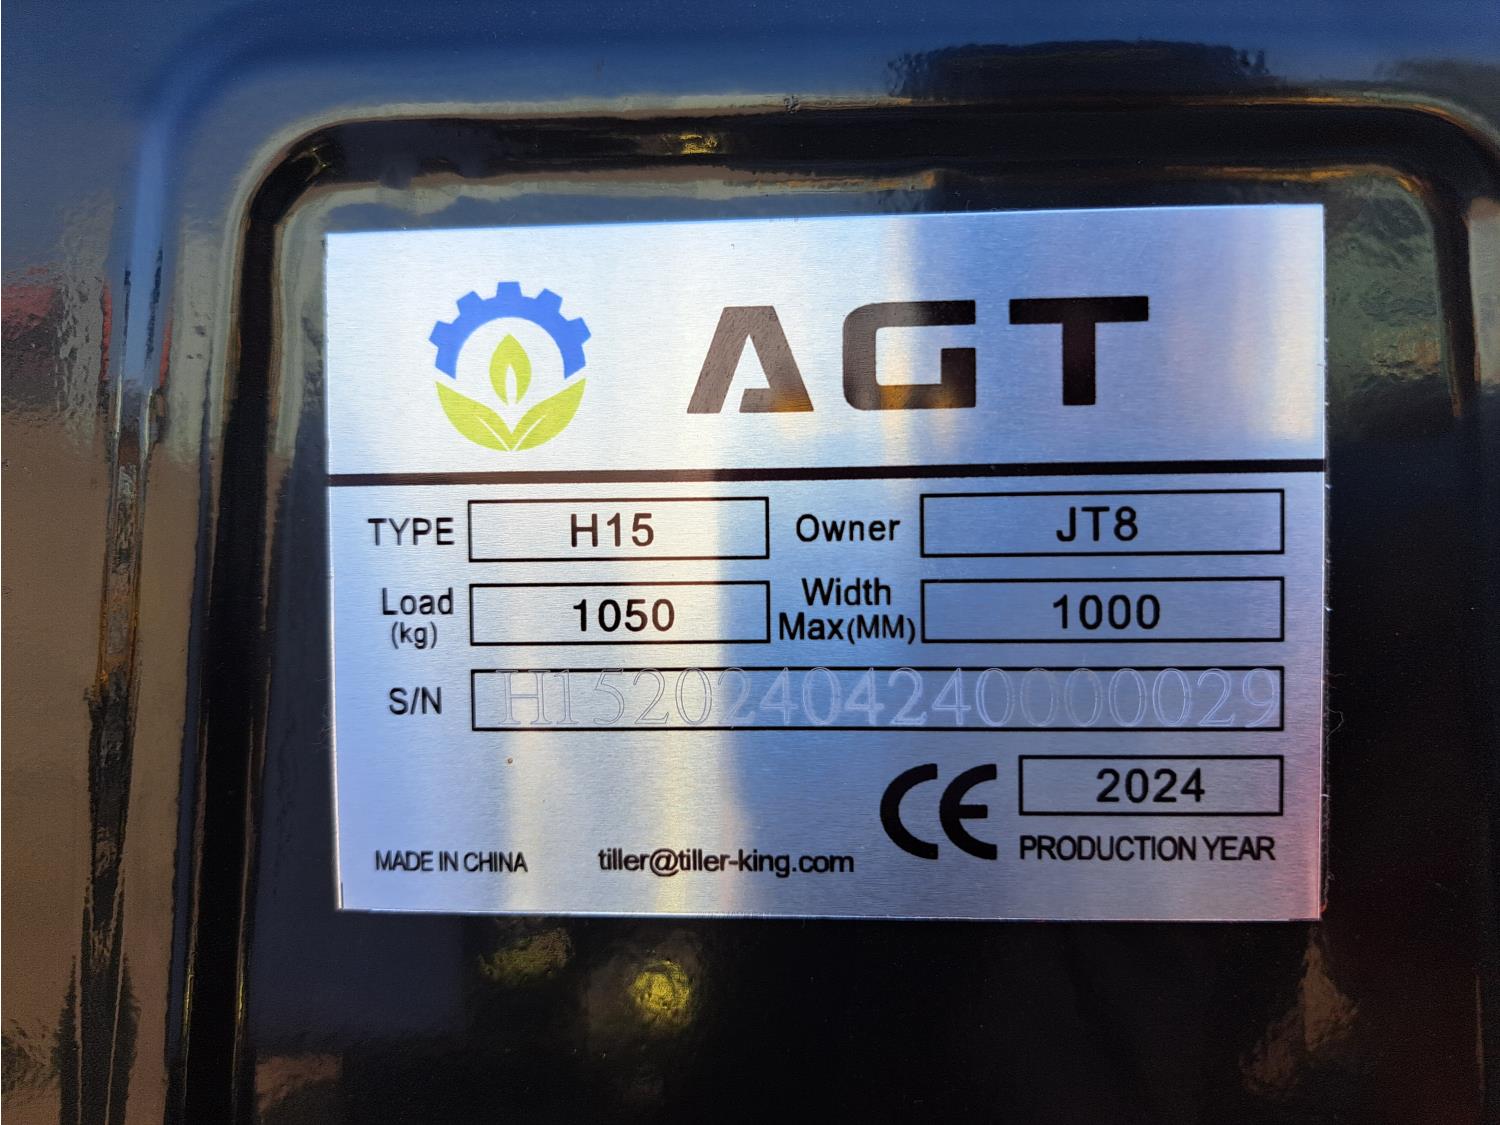 AGT
TYPE H15 Owner JT8
Load (kg) 1050 Width Max(MM) 1000
S/N H15202404240000029
CE 2024
MADE IN CHINA tiller@tiller-king.com PRODUCTION YEAR